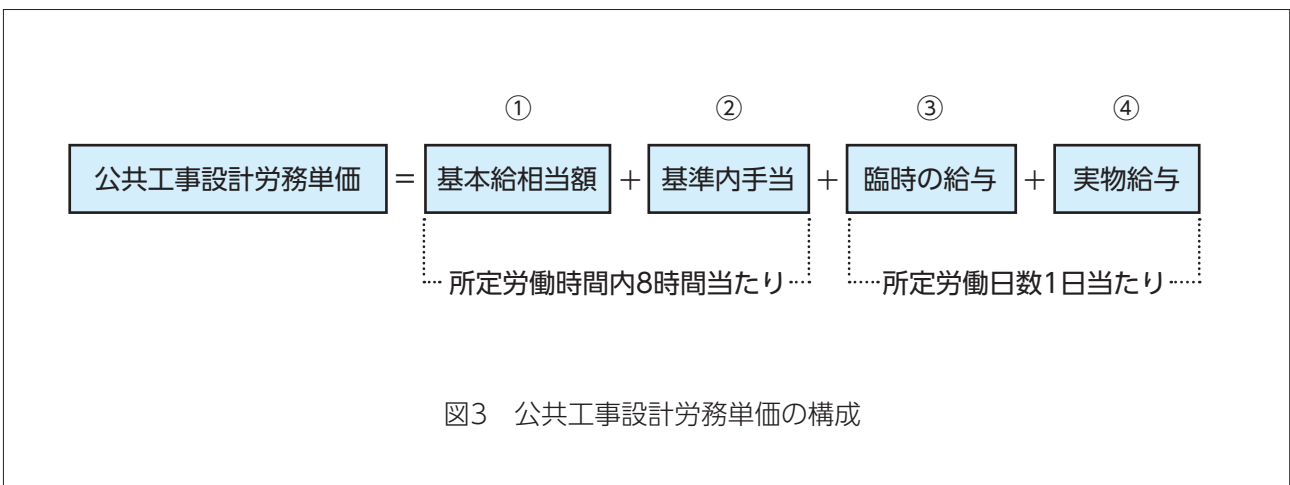 ① ② ③ ④
公共工事設計労務単価 = 基本給相当額 + 基準内手当 + 臨時の給与 + 実物給与
所定労働時間内8時間当たり 所定労働日数1日当たり
図3 公共工事設計労務単価の構成